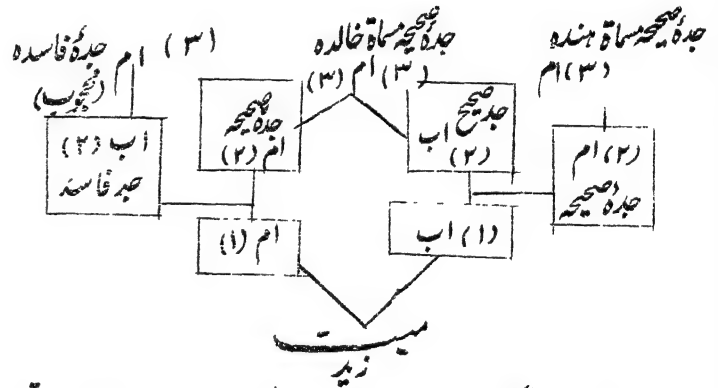 جدۂ صحیحہ مسماۃ ہندہ
(۳) ام
جدۂ صحیحہ مسماۃ خالدہ
(۳) ام (۳)
(۳) ام جدۂ فاسدہ
(محجوب)
(۲) ام
جدۂ صحیحہ
جد صحیح
اب
(۲)
جدۂ صحیحہ
ام (۲)
اب (۲)
جد فاسد
(۱) اب
ام (۱)
میت
زید